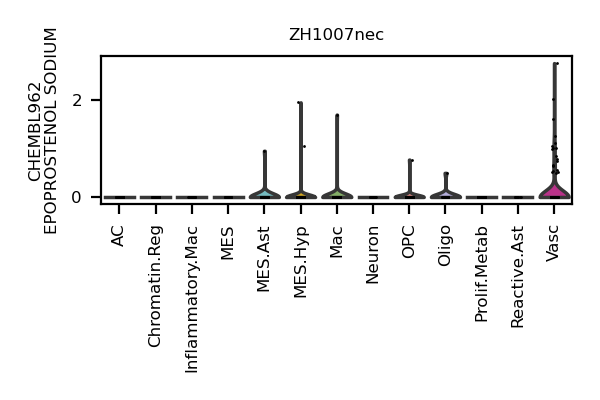 ZH1007nec
CHEMBL962
EPOPROSTENOL SODIUM
2
0
AC
Chromatin.Reg
Inflammatory.Mac
MES
MES.Ast
MES.Hyp
Mac
Neuron
OPC
Oligo
Prolif.Metab
Reactive.Ast
Vasc